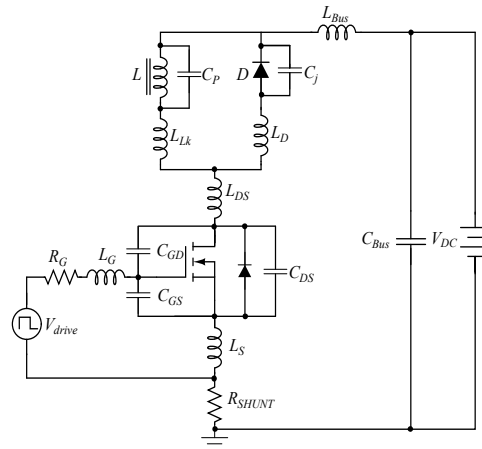 L_Bus
L
C_P
D
C_j
L_Lk
L_D
L_DS
C_GD
R_G
L_G
C_GS
C_DS
C_Bus
V_DC
V_drive
L_S
R_SHUNT